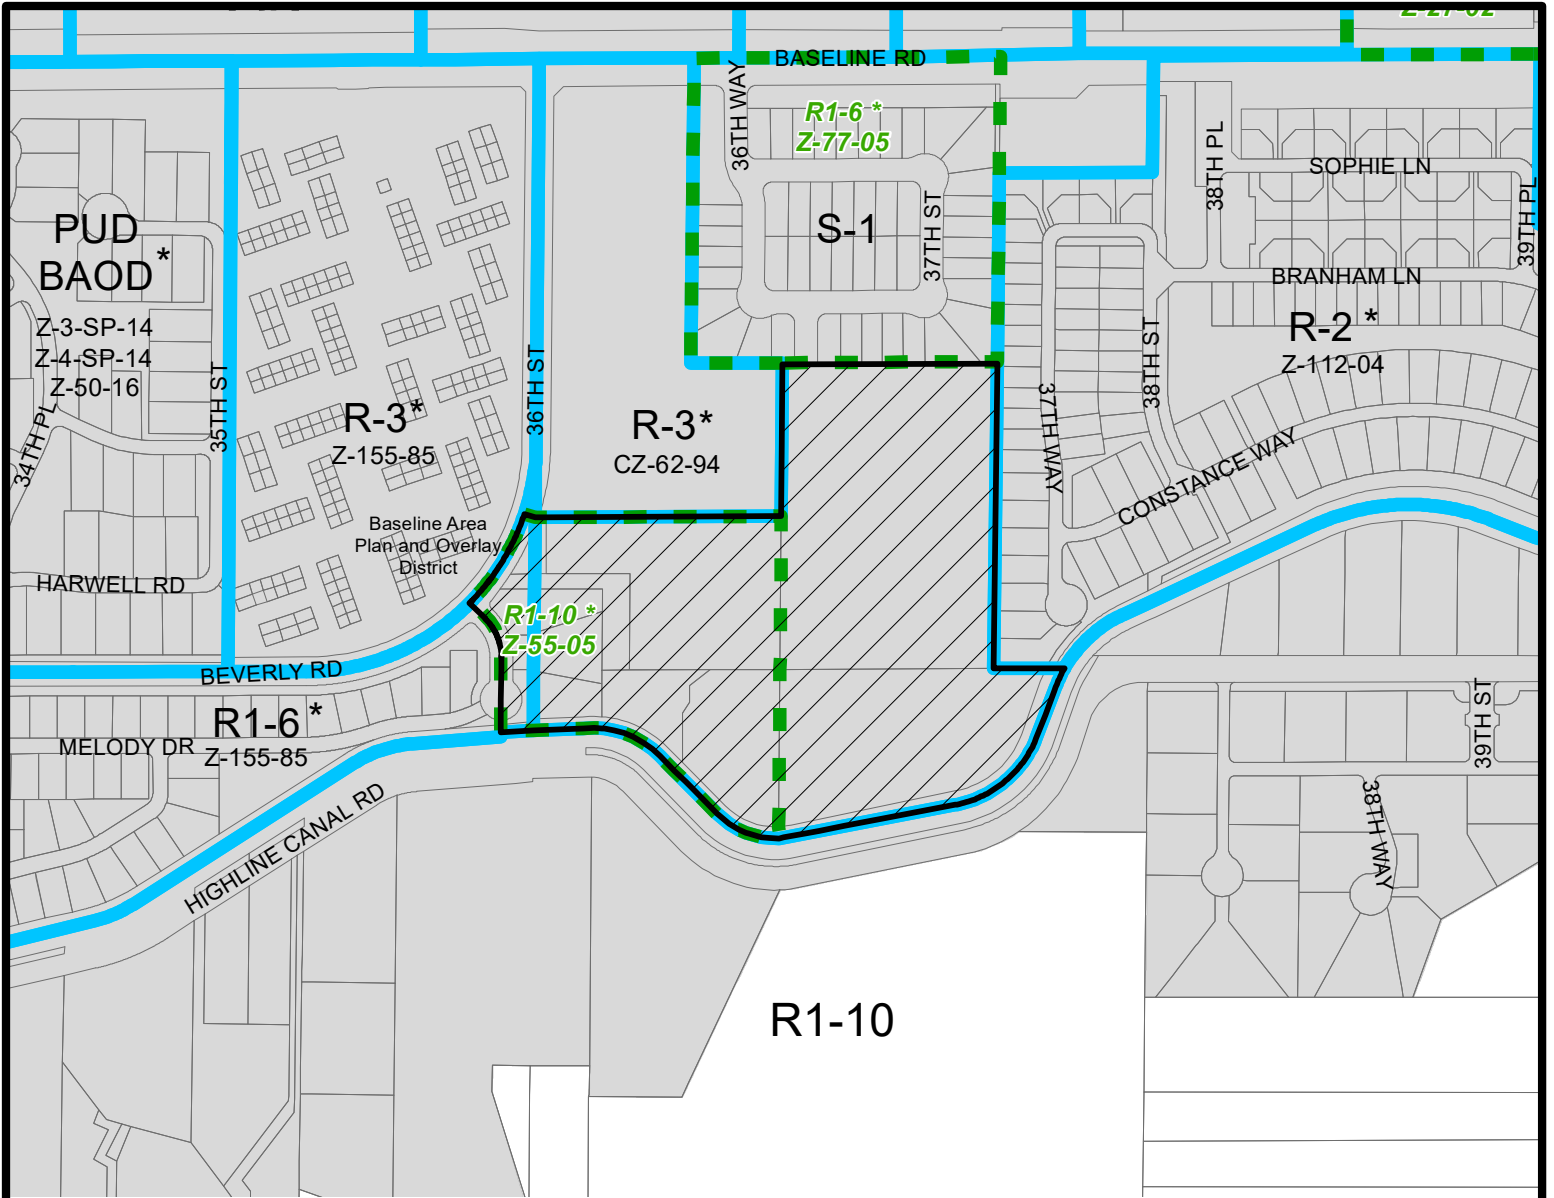 Z-27-02
BASELINE RD
36TH WAY
R1-6 *
Z-77-05
S-1
37TH ST
38TH PL
SOPHIE LN
39TH PL
BRANHAM LN
PUD
BAOD*
Z-3-SP-14
Z-4-SP-14
Z-50-16
34TH PL
35TH ST
R-3*
Z-155-85
36TH ST
R-3*
CZ-62-94
R-2 *
Z-112-04
38TH ST
37TH WAY
CONSTANCE WAY
Baseline Area
Plan and Overlay
District
HARWELL RD
R1-10 *
Z-55-05
BEVERLY RD
R1-6 *
Z-155-85
MELODY DR
HIGHLINE CANAL RD
39TH ST
38TH WAY
R1-10